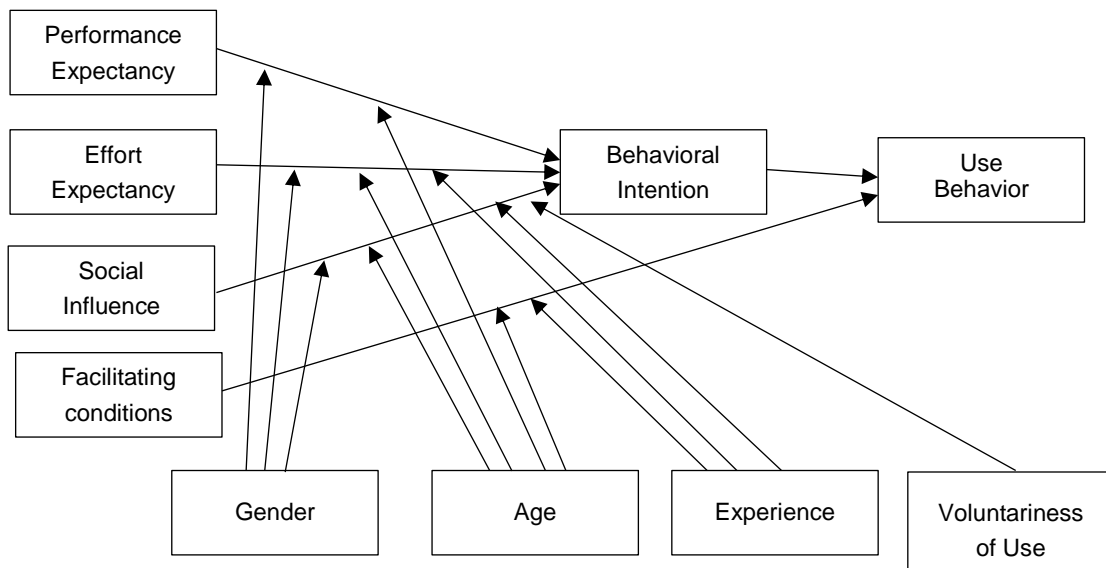 Performance
Expectancy
Effort
Expectancy
Social
Influence
Facilitating
conditions
Behavioral
Intention
Use
Behavior
Gender
Age
Experience
Voluntariness
of Use